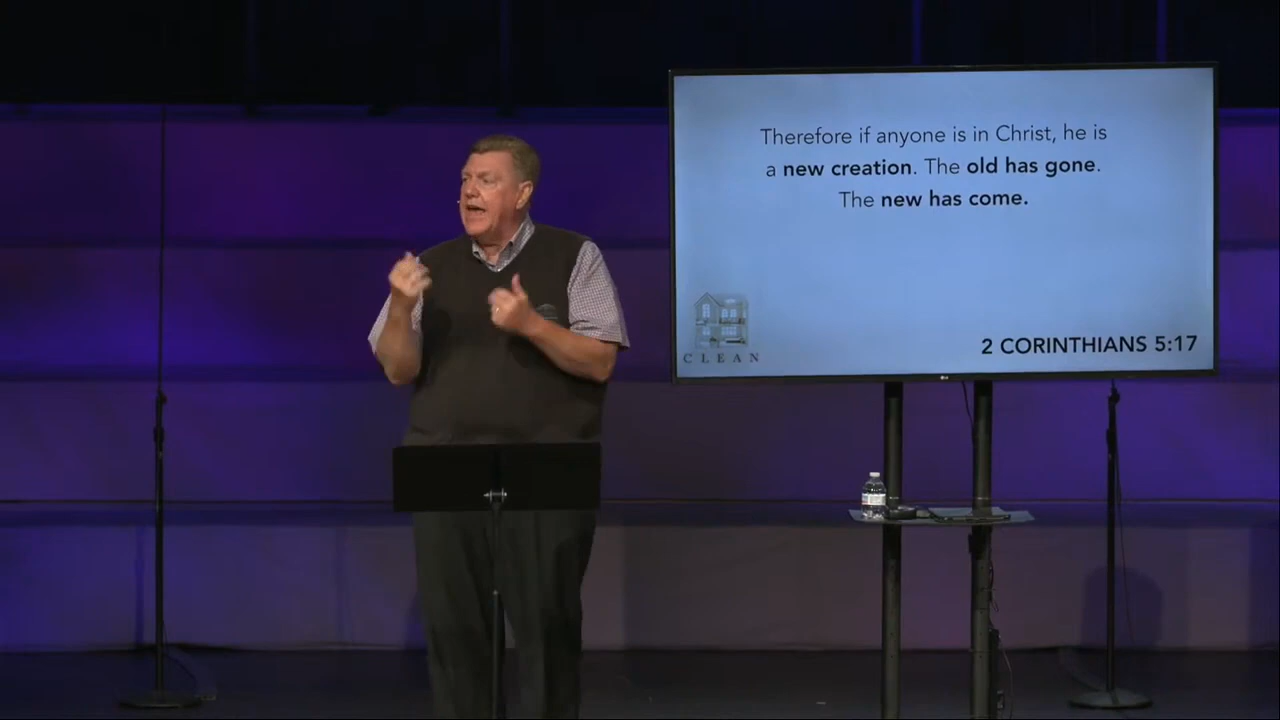 Therefore if anyone is in Christ, he is
a new creation. The old has gone.
The new has come.
CLEAN
2 CORINTHIANS 5:17
LG